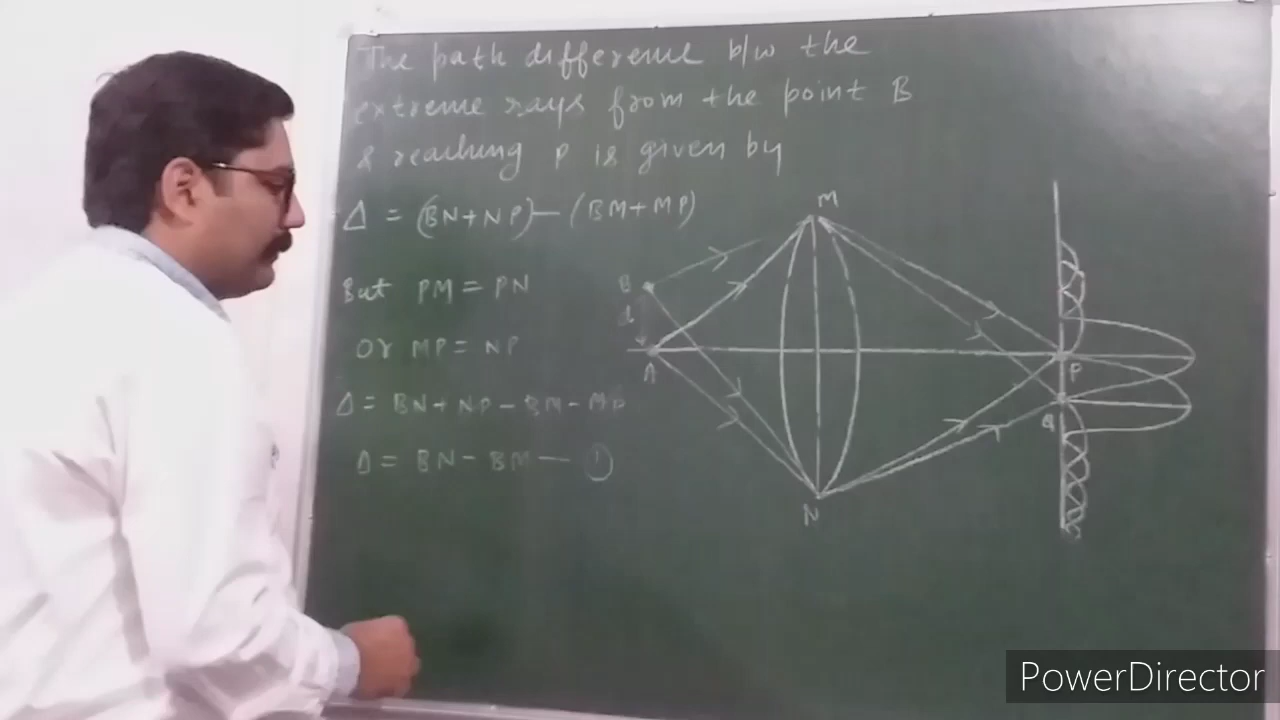 The path difference b/w the
extreme rays from the point B
& reaching P is given by
Δ = (BN+NP)-(BM+MP)
But PM = PN
or MP = NP
Δ = BN + NP - BM - MP
Δ = BN - BM — ①
M
B
d
A
P
Q
N
PowerDirector